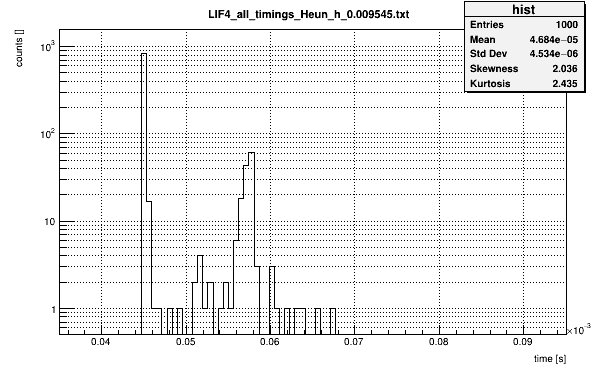 LIF4_all_timings_Heun_h_0.009545.txt
hist
Entries 1000
Mean 4.684e−05
Std Dev 4.534e−06
Skewness 2.036
Kurtosis 2.435
counts []
10³
10²
10
1
0.04 0.05 0.06 0.07 0.08 0.09
×10⁻³
time [s]